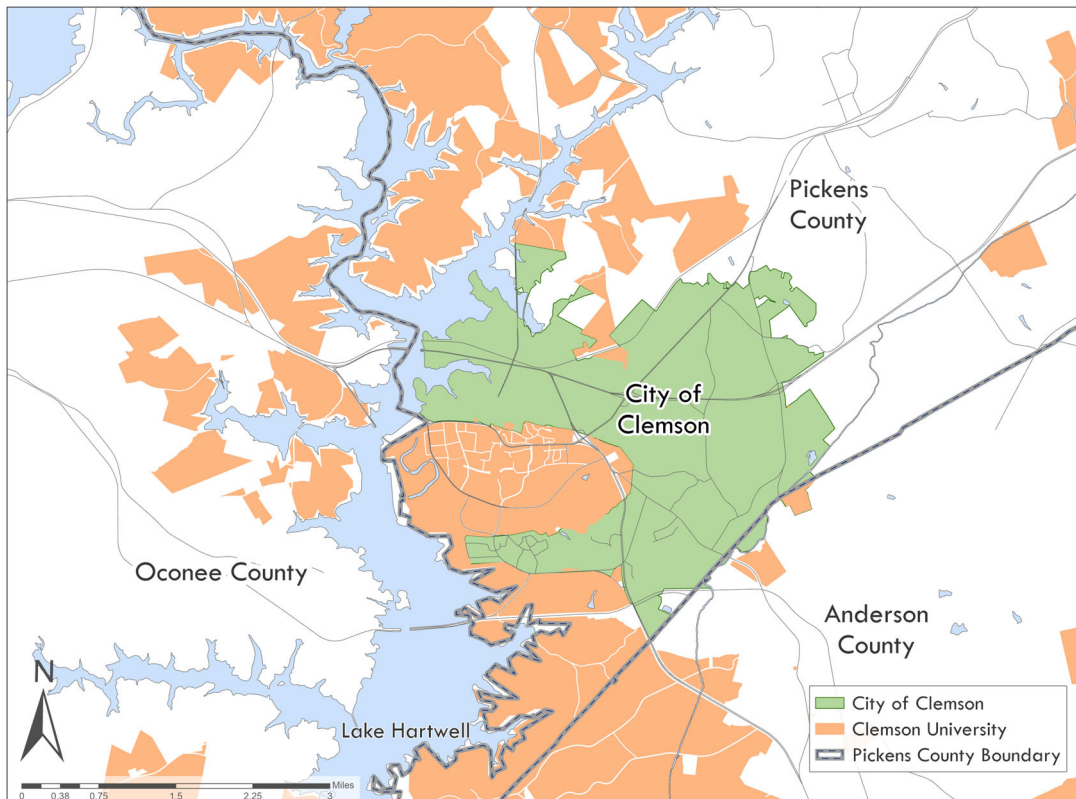 Pickens
County
City of
Clemson
Oconee County
Anderson
County
N
Lake Hartwell
City of Clemson
Clemson University
Pickens County Boundary
Miles
0 0.38 0.75 1.5 2.25 3